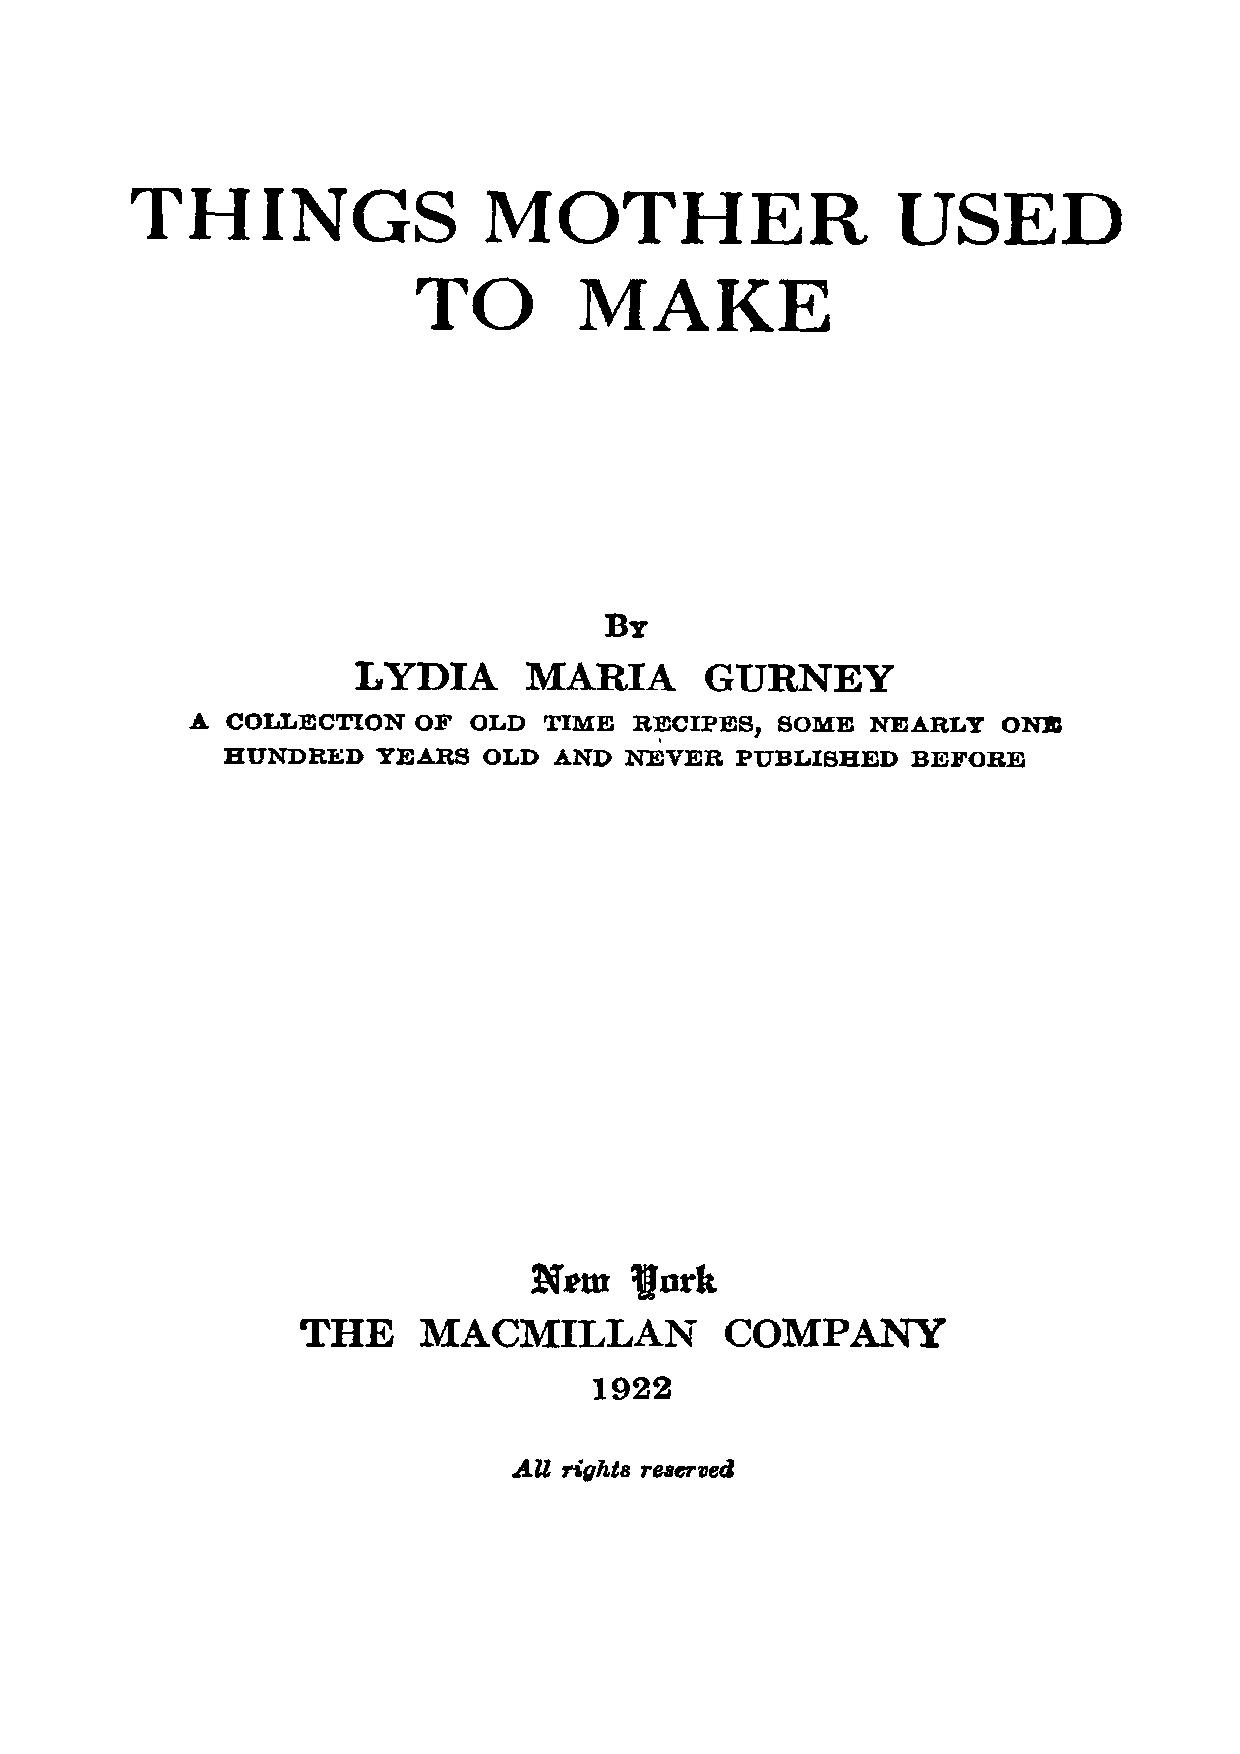 THINGS MOTHER USED
TO MAKE
By
LYDIA MARIA GURNEY
A COLLECTION OF OLD TIME RECIPES, SOME NEARLY ONE
HUNDRED YEARS OLD AND NEVER PUBLISHED BEFORE
New York
THE MACMILLAN COMPANY
1922
All rights reserved